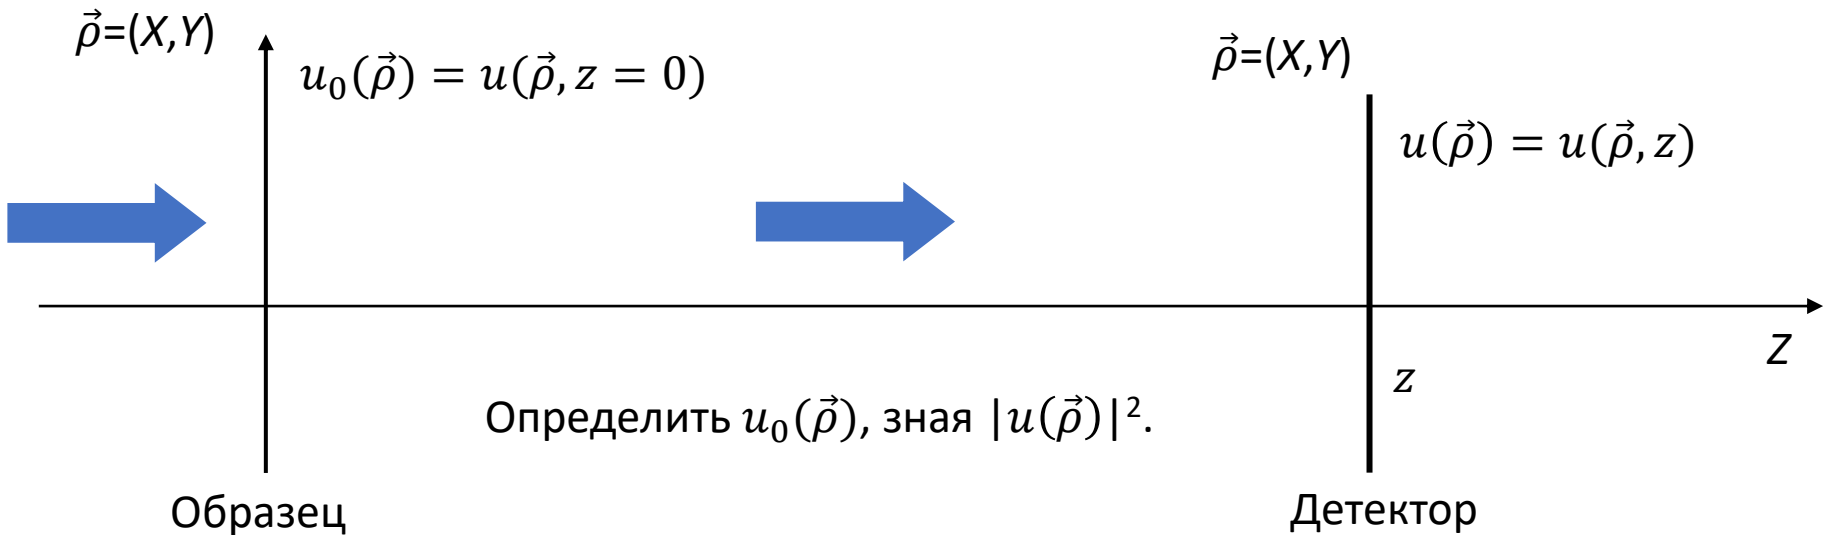 ρ⃗=(X,Y)
u₀(ρ⃗) = u(ρ⃗, z = 0)
ρ⃗=(X,Y)
u(ρ⃗) = u(ρ⃗, z)
Z
z
Определить u₀(ρ⃗), зная |u(ρ⃗)|².
Образец
Детектор